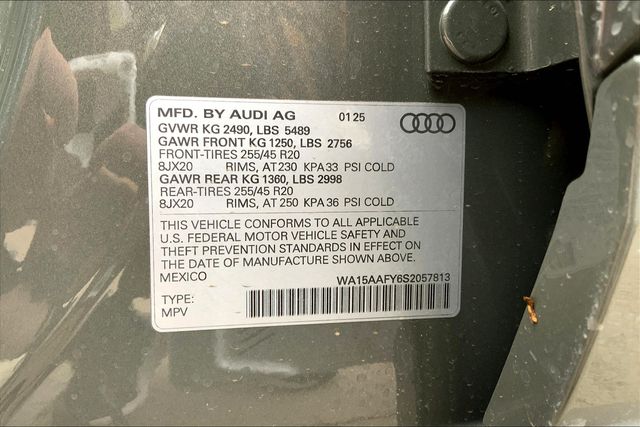 MFD. BY AUDI AG 01 25
GVWR KG 2490, LBS 5489
GAWR FRONT KG 1250, LBS 2756
FRONT-TIRES 255/45 R20
8JX20 RIMS, AT 230 KPA 33 PSI COLD
GAWR REAR KG 1360, LBS 2998
REAR-TIRES 255/45 R20
8JX20 RIMS, AT 250 KPA 36 PSI COLD
THIS VEHICLE CONFORMS TO ALL APPLICABLE
U.S. FEDERAL MOTOR VEHICLE SAFETY AND
THEFT PREVENTION STANDARDS IN EFFECT ON
THE DATE OF MANUFACTURE SHOWN ABOVE.
MEXICO WA15AAFY6S2057813
TYPE:
MPV